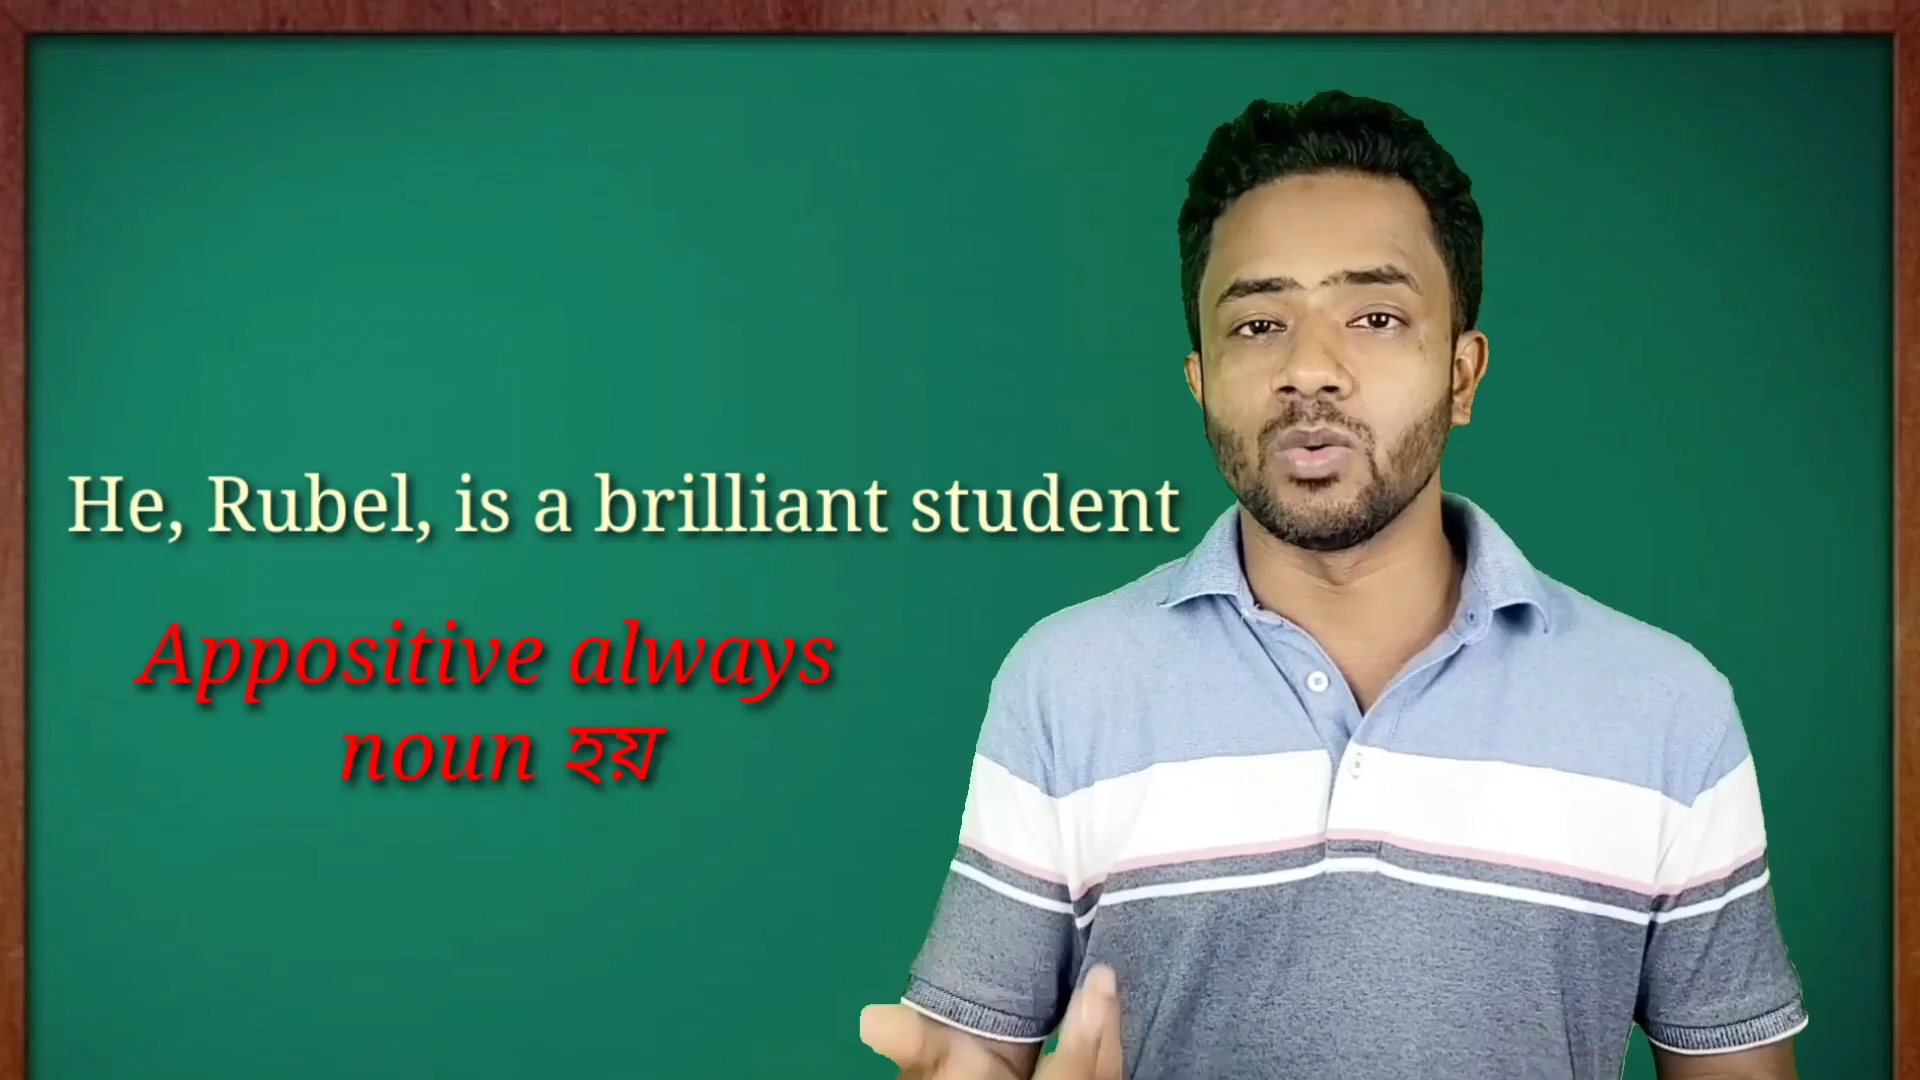 He, Rubel, is a brilliant student
Appositive always
noun হয়